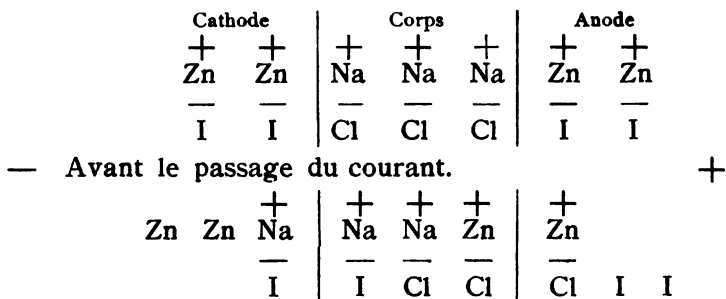 Cathode Corps Anode
+ + + + + + +
Zn Zn Na Na Na Zn Zn
— — — — — — —
I I Cl Cl Cl I I
— Avant le passage du courant. +
+ + + + +
Zn Zn Na Na Na Zn Zn
— — — — —
I I Cl Cl Cl I I